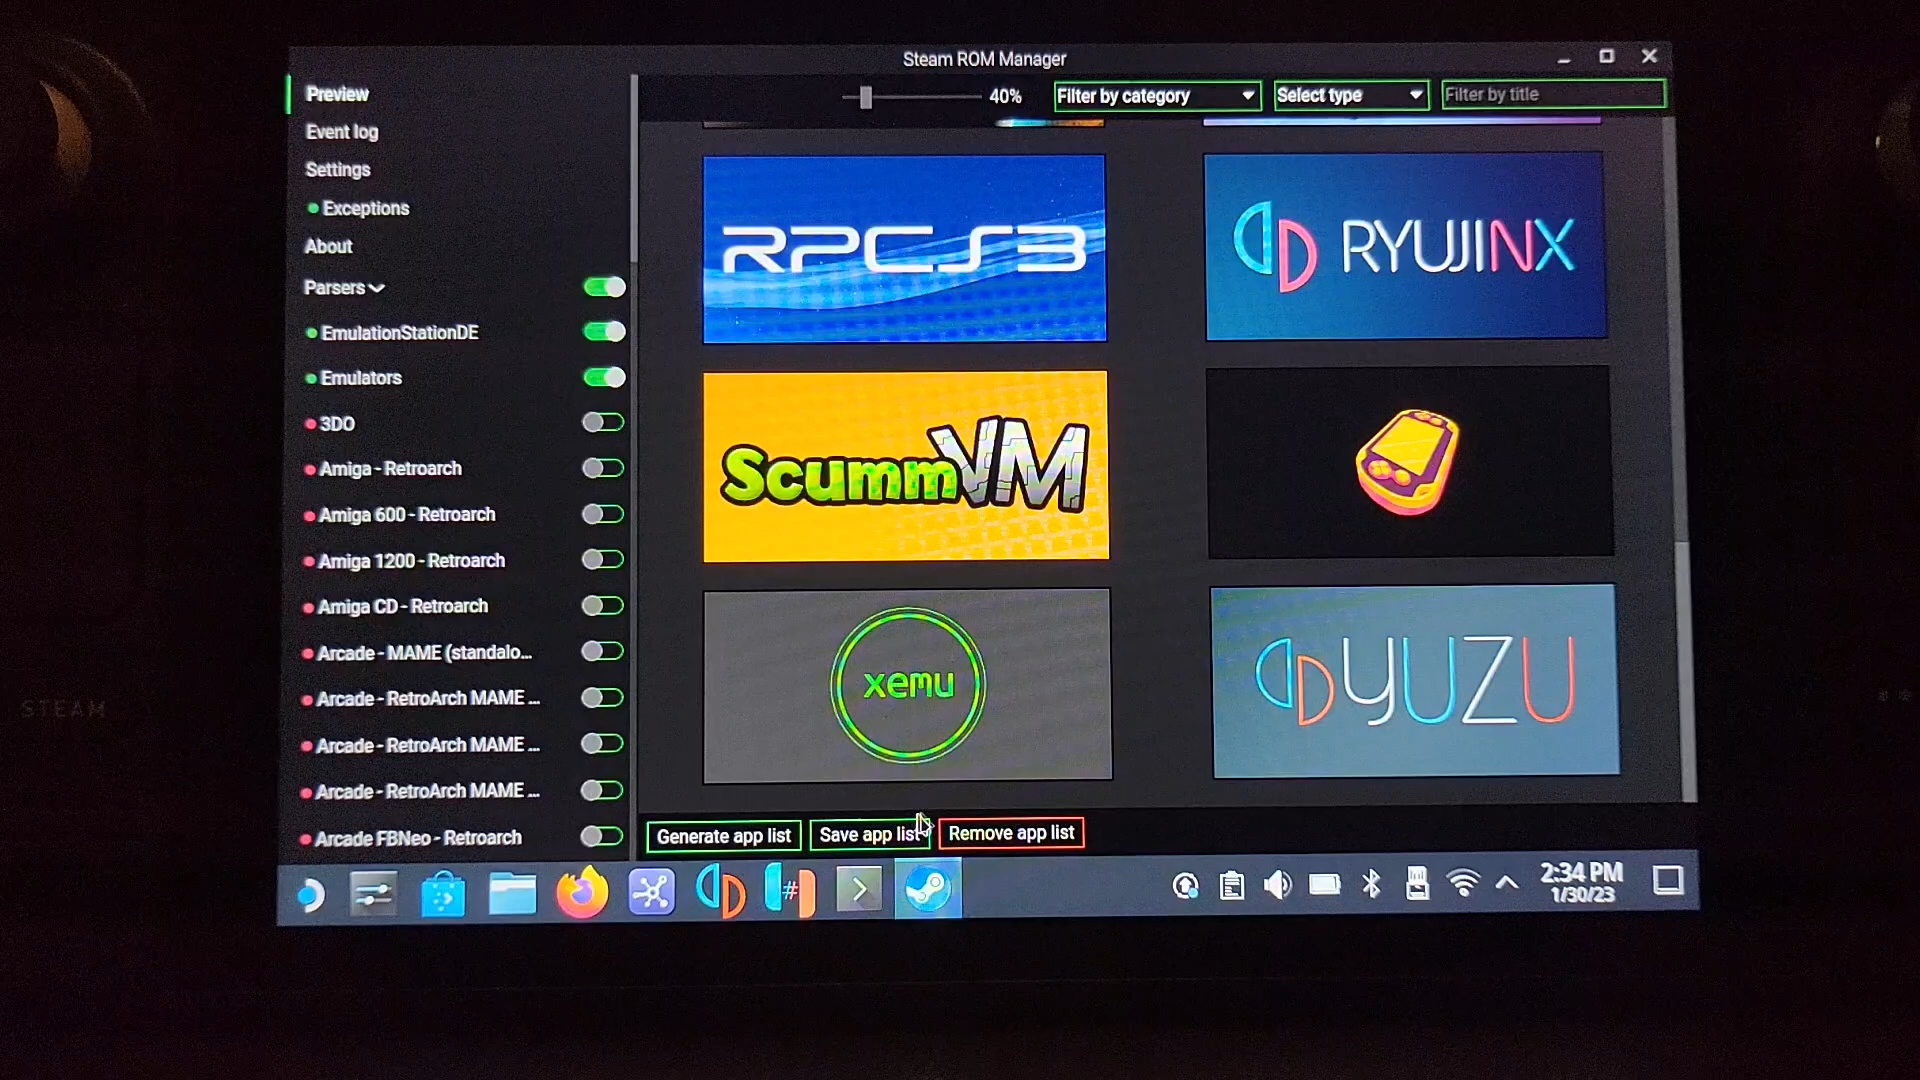 Steam ROM Manager
Preview
Event log
Settings
Exceptions
About
Parsers
EmulationStationDE
Emulators
3DO
Amiga - Retroarch
Amiga 600 - Retroarch
Amiga 1200 - Retroarch
Amiga CD - Retroarch
Arcade - MAME (standalo...
Arcade - RetroArch MAME ...
Arcade - RetroArch MAME ...
Arcade - RetroArch MAME ...
Arcade FBNeo - Retroarch
40%
Filter by category
Select type
Filter by title
RPCS3
RYUJINX
ScummVM
xemu
YUZU
Generate app list
Save app list
Remove app list
#
2:34 PM
1/30/23
STEAM